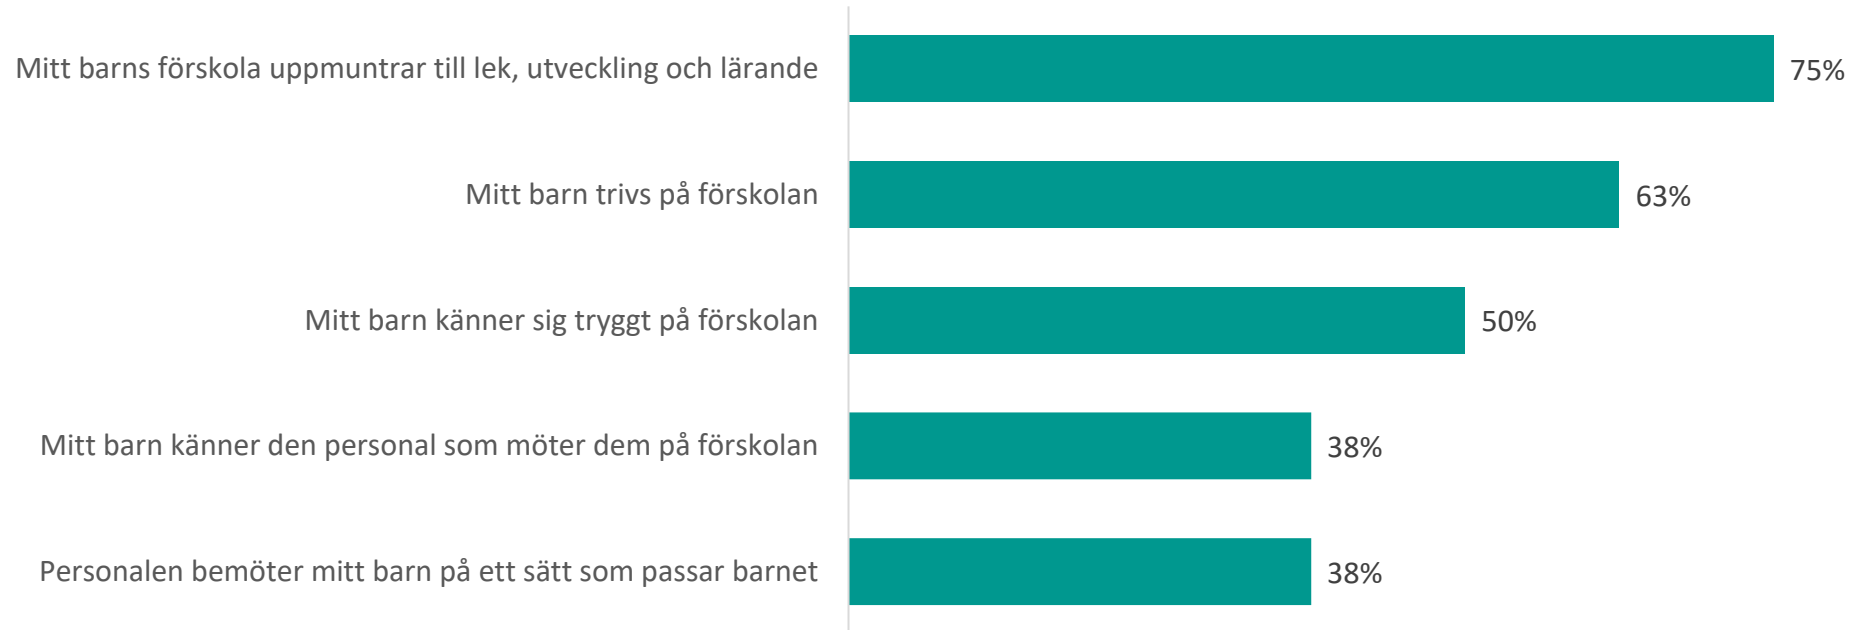 Mitt barns förskola uppmuntrar till lek, utveckling och lärande 75%
Mitt barn trivs på förskolan 63%
Mitt barn känner sig tryggt på förskolan 50%
Mitt barn känner den personal som möter dem på förskolan 38%
Personalen bemöter mitt barn på ett sätt som passar barnet 38%